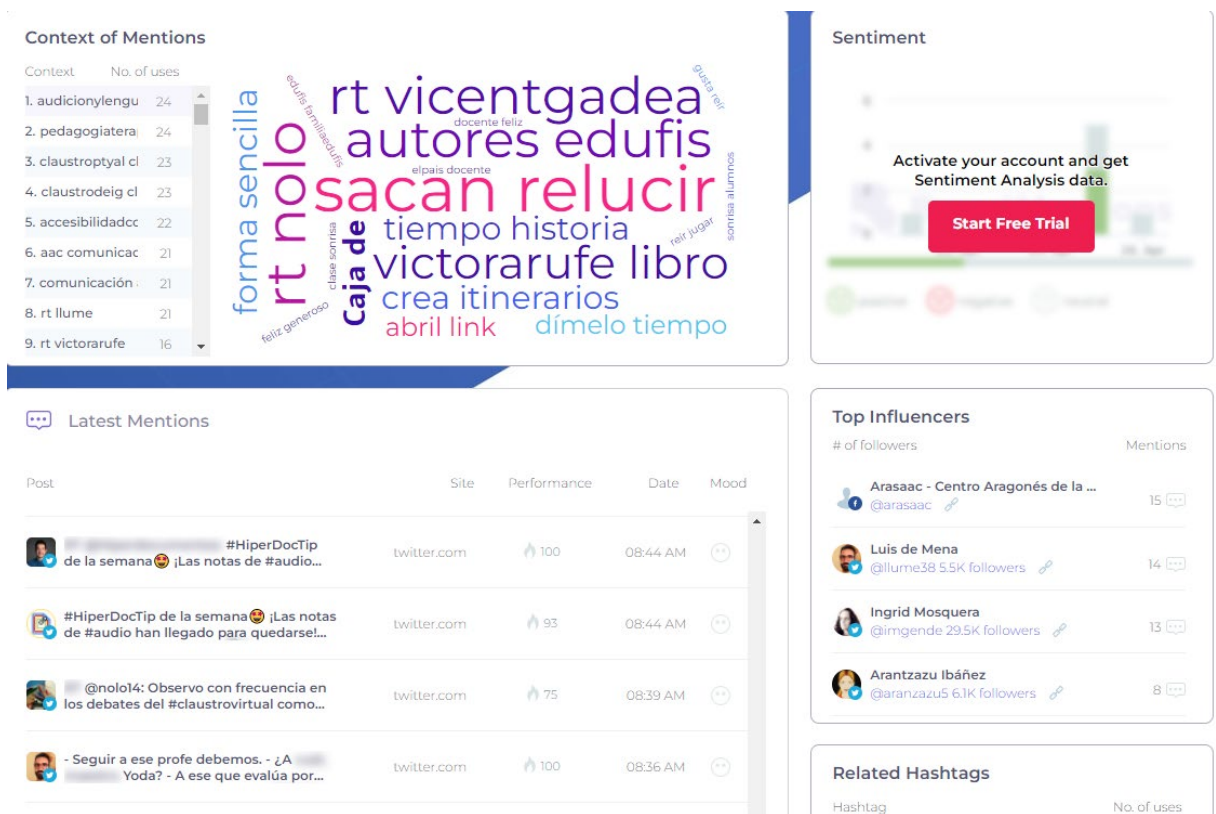 Context of Mentions
Context No. of uses
1. audicionylengu 24
2. pedagogiatera 24
3. claustroptyal cl 23
4. claustrodeig cl 23
5. accesibilidadcc 22
6. aac comunicac 21
7. comunicación 21
8. rt llume 21
9. rt victorarufe 16
rt vicentgadea
autores edufis
sacan relucir
tiempo historia
victorarufe libro
crea itinerarios
abril link
dímelo tiempo
forma sencilla
rt nolo
Caja de
edufis familiaedufis
docente feliz
elpais docente
gusta reír
sonrisa alumnos
reír jugar
clase sonrisa
feliz generoso
Sentiment
Activate your account and get
Sentiment Analysis data.
Start Free Trial
Latest Mentions
Post Site Performance Date Mood
#HiperDocTip
de la semana🤩 ¡Las notas de #audio...
twitter.com 100 08:44 AM
#HiperDocTip de la semana🤩 ¡Las notas
de #audio han llegado para quedarse!...
twitter.com 93 08:44 AM
@nolo14: Observo con frecuencia en
los debates del #claustrovirtual como...
twitter.com 75 08:39 AM
- Seguir a ese profe debemos. - ¿A
Yoda? - A ese que evalúa por...
twitter.com 100 08:36 AM
Top Influencers
# of followers Mentions
Arasaac - Centro Aragonés de la ...
@arasaac 15
Luis de Mena
@llume38 5.5K followers 14
Ingrid Mosquera
@imgende 29.5K followers 13
Arantzazu Ibáñez
@aranzazu5 6.1K followers 8
Related Hashtags
Hashtag No. of uses